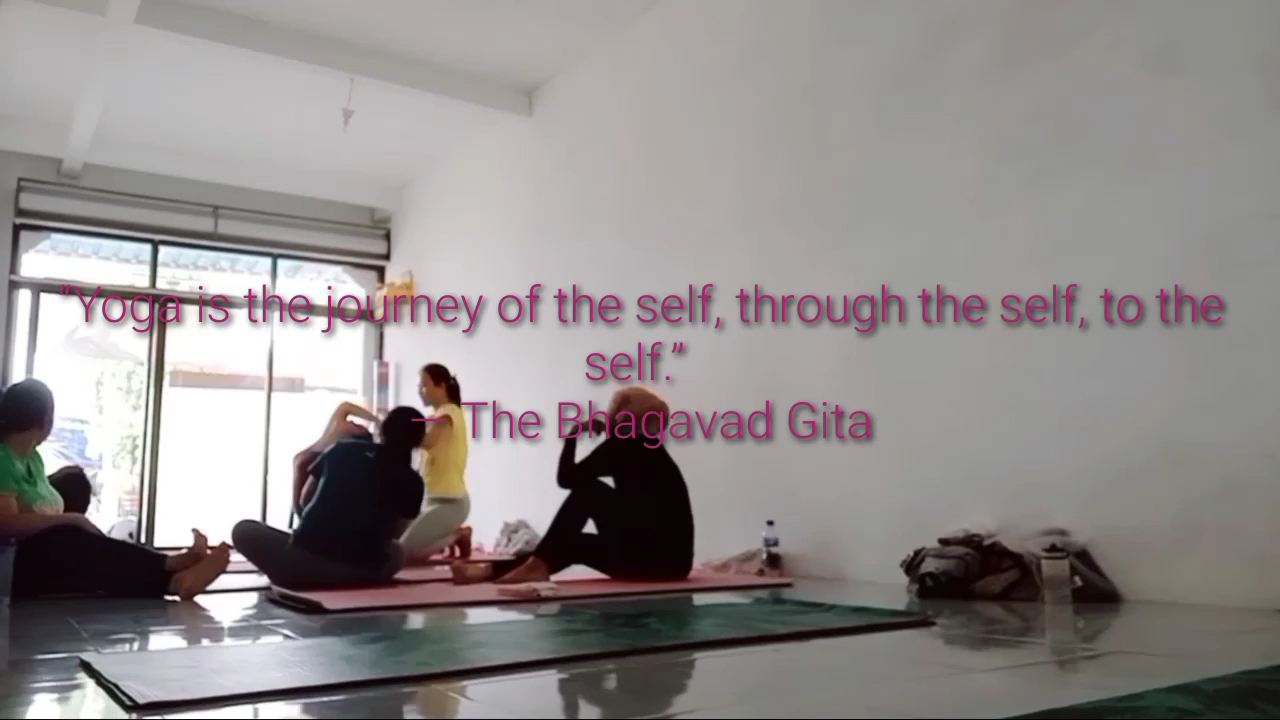 “Yoga is the journey of the self, through the self, to the
self.”
— The Bhagavad Gita